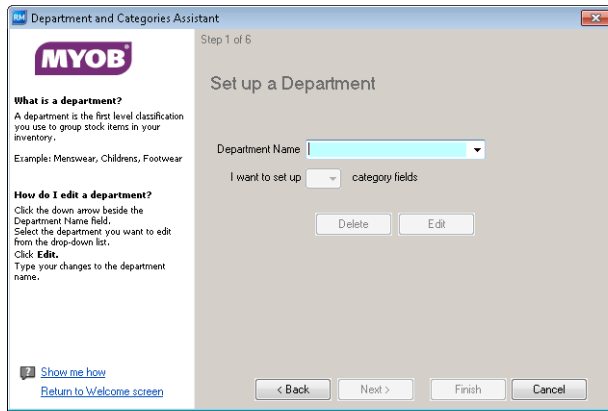 RM Department and Categories Assistant
MYOB
Step 1 of 6
Set up a Department
What is a department?
A department is the first level classification
you use to group stock items in your
inventory.
Example: Menswear, Childrens, Footwear
How do I edit a department?
Click the down arrow beside the
Department Name field.
Select the department you want to edit
from the drop-down list.
Click Edit.
Type your changes to the department
name.
Department Name
I want to set up category fields
Delete Edit
? Show me how
Return to Welcome screen
< Back Next > Finish Cancel